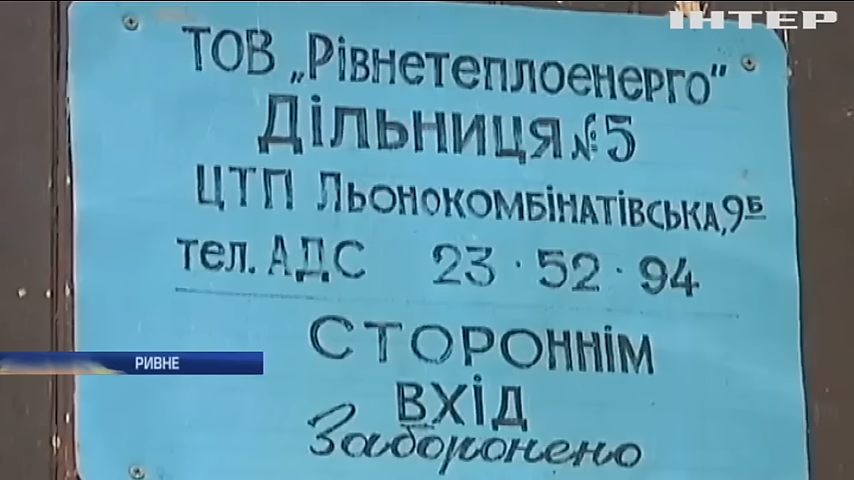 ІНТЕР
ТОВ „Рівнетеплоенерго"
Дільниця №5
ЦТП Льонокомбінатівська, 9Б
тел. АДС 23·52·94
РИВНЕ
СТОРОННІМ
ВХІД
Заборонено